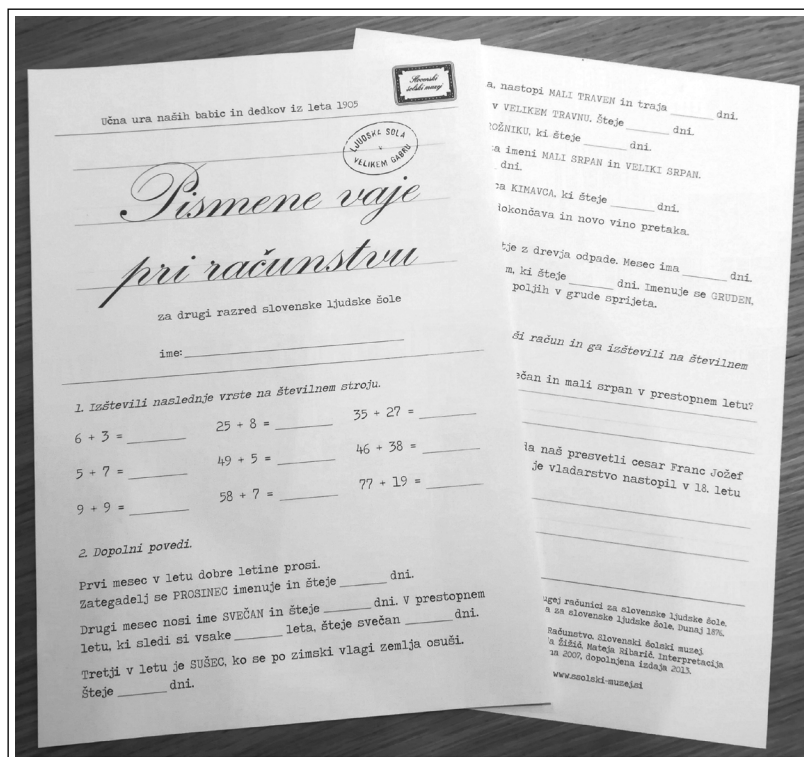 Učna ura naših babic in dedkov iz leta 1905
Slovenski
šolski muzej
LJUDSKA ŠOLA
v
VELIKEM GABRU
Pismene vaje
pri računstvu
za drugi razred slovenske ljudske šole
ime:
1. Izštevili naslednje vrste na številnem stroju.
6 + 3 = 25 + 8 = 35 + 27 =
5 + 7 = 49 + 5 = 46 + 38 =
9 + 9 = 58 + 7 = 77 + 19 =
2. Dopolni povedi.
Prvi mesec v letu dobre letine prosi.
Zategadelj se PROSINEC imenuje in šteje ______ dni.
Drugi mesec nosi ime SVEČAN in šteje ______ dni. V prestopnem
letu, ki sledi si vsake ______ leta, šteje svečan ______ dni.
Tretji v letu je SUŠEC, ko se po zimski vlagi zemlja osuši.
Šteje ______ dni.
a, nastopi MALI TRAVEN in traja ______ dni.
v VELIKEM TRAVNU. Šteje ______ dni.
OŽNIKU, ki šteje ______ dni.
a imeni MALI SRPAN in VELIKI SRPAN.
dni.
ca KIMAVCA, ki šteje ______ dni.
dokončava in novo vino pretaka.
tje z drevja odpade. Mesec ima ______ dni.
m, ki šteje ______ dni. Imenuje se GRUDEN,
poljih v grude sprijeta.
ši račun in ga izštevili na številnem
ečan in mali srpan v prestopnem letu?
da naš presvetli cesar Franc Jožef
je vladarstvo nastopil v 18. letu
ugej računici za slovenske ljudske šole,
a za slovenske ljudske šole, Dunaj 1876.
Računstvo. Slovenski šolski muzej.
a Žižić, Mateja Ribarič. Interpretacija
na 2007, dopolnjena izdaja 2013.
www.ssolski-muzej.si